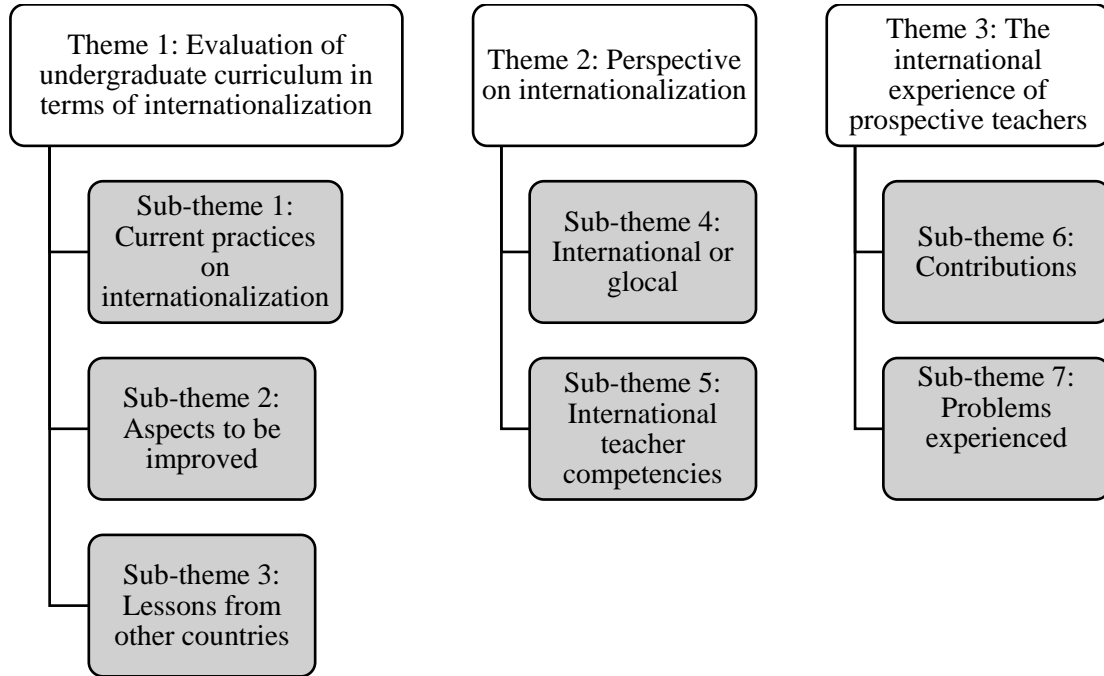 Theme 1: Evaluation of
undergraduate curriculum in
terms of internationalization
Sub-theme 1:
Current practices
on
internationalization
Sub-theme 2:
Aspects to be
improved
Sub-theme 3:
Lessons from
other countries
Theme 2: Perspective
on internationalization
Sub-theme 4:
International or
glocal
Sub-theme 5:
International
teacher
competencies
Theme 3: The
international
experience of
prospective teachers
Sub-theme 6:
Contributions
Sub-theme 7:
Problems
experienced